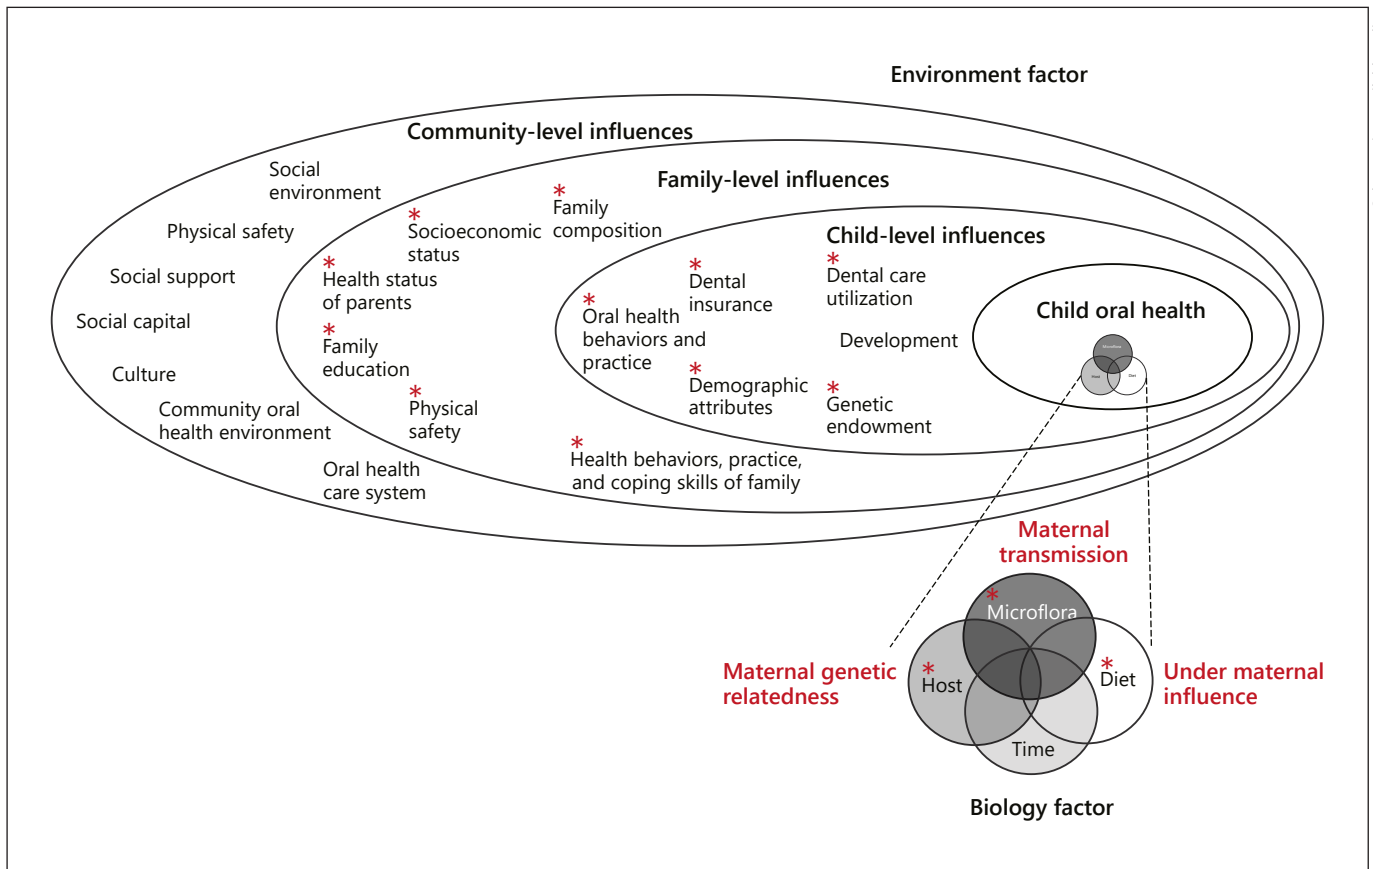 Environment factor
Community-level influences
Social
environment
Physical safety
Social support
Social capital
Culture
Community oral
health environment
Oral health
care system
Family-level influences
*
Family
composition
*
Socioeconomic
status
*
Health status
of parents
*
Family
education
*
Physical
safety
*
Health behaviors, practice,
and coping skills of family
Child-level influences
*
Dental
insurance
*
Dental care
utilization
*
Oral health
behaviors and
practice
Development
*
Demographic
attributes
*
Genetic
endowment
Child oral health
Microflora
Host
Diet
Maternal
transmission
*
Microflora
Maternal genetic
relatedness
*
Host
*
Diet
Under maternal
influence
Time
Biology factor